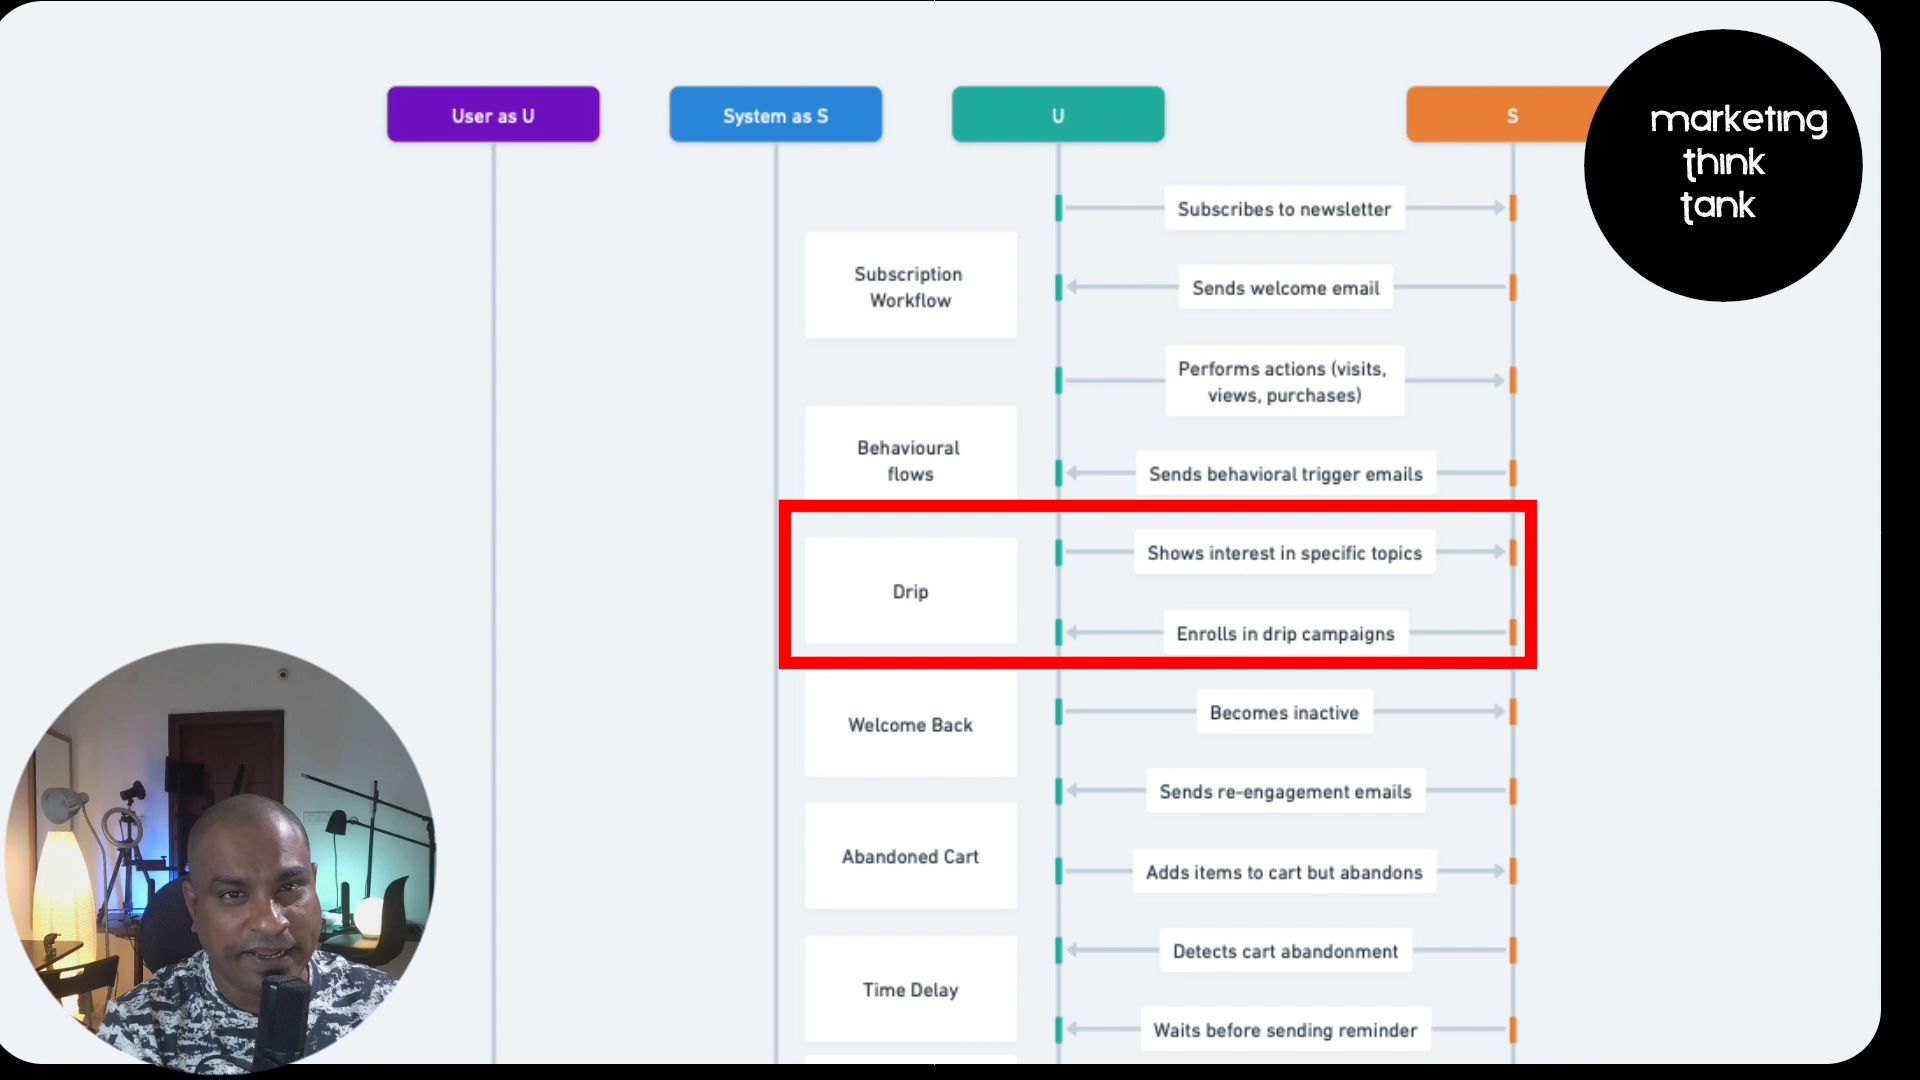 User as U
System as S
U
S
marketing
think
tank
Subscribes to newsletter
Subscription
Workflow
Sends welcome email
Performs actions (visits,
views, purchases)
Behavioural
flows
Sends behavioral trigger emails
Drip
Shows interest in specific topics
Enrolls in drip campaigns
Welcome Back
Becomes inactive
Sends re-engagement emails
Abandoned Cart
Adds items to cart but abandons
Detects cart abandonment
Time Delay
Waits before sending reminder